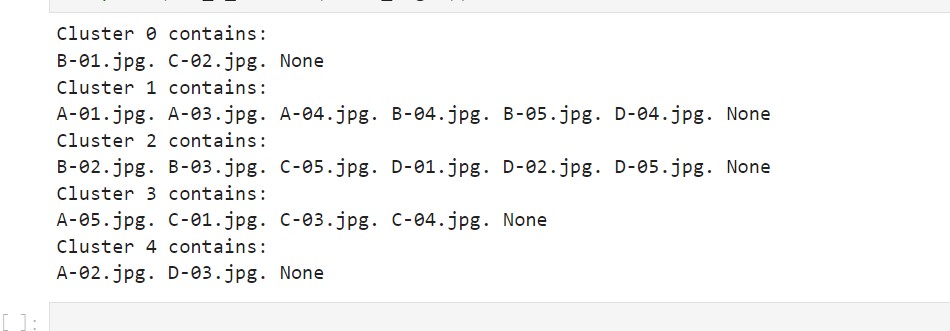 Cluster 0 contains:
B-01.jpg. C-02.jpg. None
Cluster 1 contains:
A-01.jpg. A-03.jpg. A-04.jpg. B-04.jpg. B-05.jpg. D-04.jpg. None
Cluster 2 contains:
B-02.jpg. B-03.jpg. C-05.jpg. D-01.jpg. D-02.jpg. D-05.jpg. None
Cluster 3 contains:
A-05.jpg. C-01.jpg. C-03.jpg. C-04.jpg. None
Cluster 4 contains:
A-02.jpg. D-03.jpg. None
[ ]: